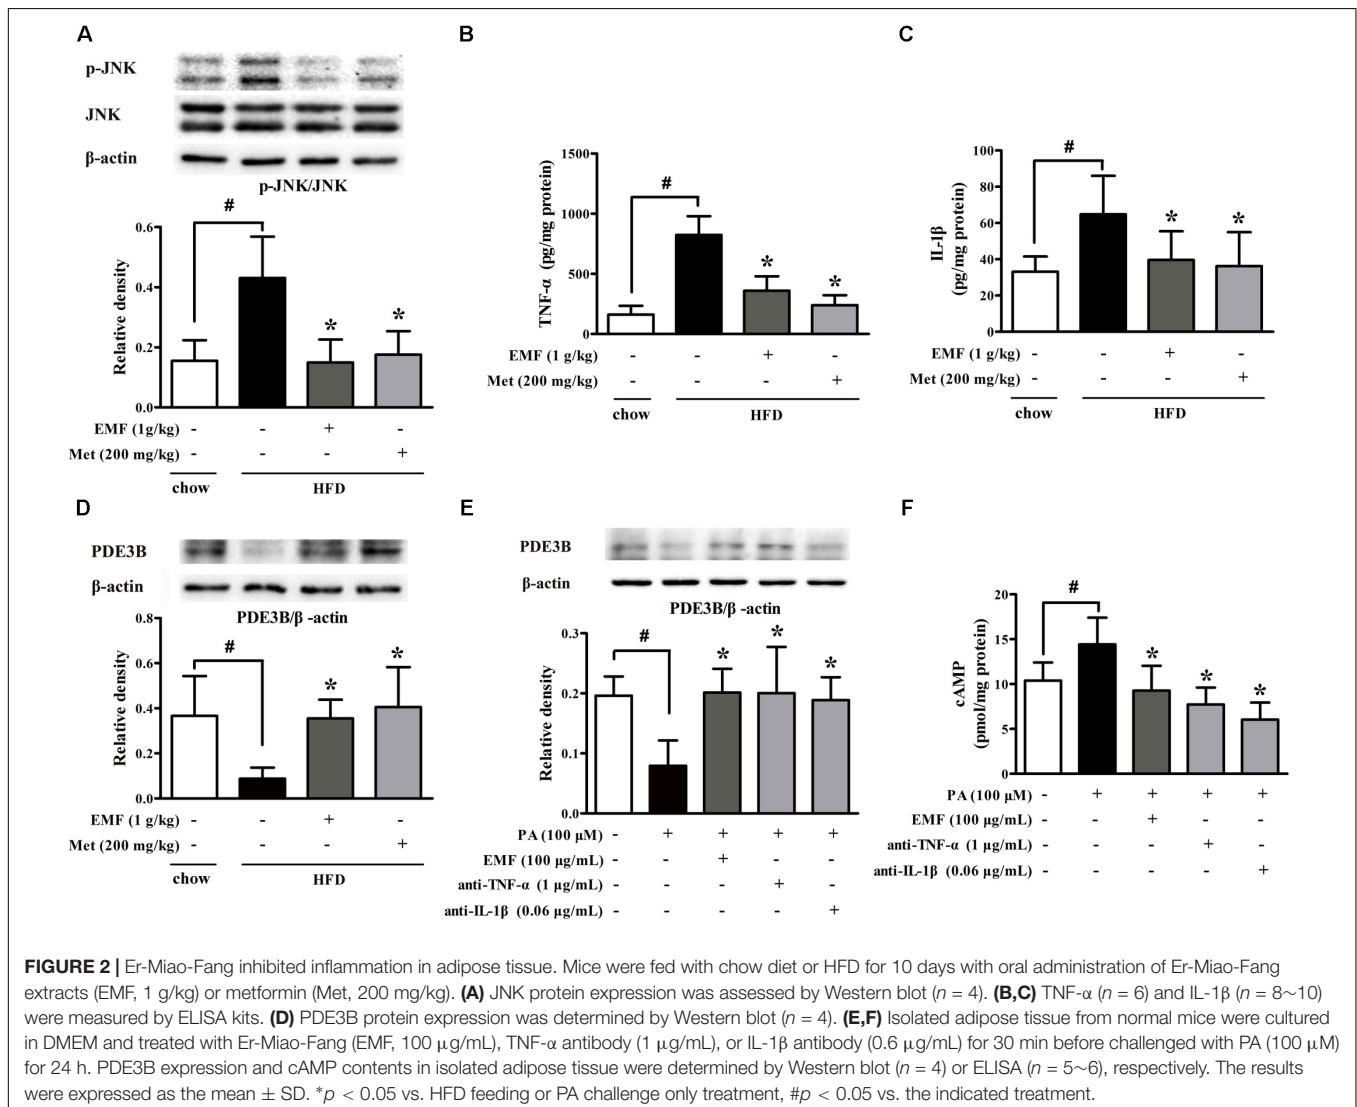 A
p-JNK
JNK
β-actin
p-JNK/JNK
#
Relative density
0.6
0.4
0.2
0.0
*
*
EMF (1g/kg) - - + -
Met (200 mg/kg) - - - +
chow HFD
B
TNF-α (pg/mg protein)
1500
1000
500
0
#
*
*
EMF (1 g/kg) - - + -
Met (200 mg/kg) - - - +
chow HFD
C
IL-1β
(pg/mg protein)
100
80
60
40
20
0
#
*
*
EMF (1 g/kg) - - + -
Met (200 mg/kg) - - - +
chow HFD
D
PDE3B
β-actin
PDE3B/β -actin
Relative density
0.8
0.6
0.4
0.2
0.0
#
*
*
EMF (1 g/kg) - - + -
Met (200 mg/kg) - - - +
chow HFD
E
PDE3B
β-actin
PDE3B/β -actin
Relative density
0.3
0.2
0.1
0.0
#
*
*
*
PA (100 μM) - + + + +
EMF (100 μg/mL) - - + - -
anti-TNF-α (1 μg/mL) - - - + -
anti-IL-1β (0.06 μg/mL) - - - - +
F
cAMP
(pmol/mg protein)
20
15
10
5
0
#
*
*
*
PA (100 μM) - + + + +
EMF (100 μg/mL) - - + - -
anti-TNF-α (1 μg/mL) - - - + -
anti-IL-1β (0.06 μg/mL) - - - - +
FIGURE 2 | Er-Miao-Fang inhibited inflammation in adipose tissue. Mice were fed with chow diet or HFD for 10 days with oral administration of Er-Miao-Fang
extracts (EMF, 1 g/kg) or metformin (Met, 200 mg/kg). (A) JNK protein expression was assessed by Western blot (n = 4). (B,C) TNF-α (n = 6) and IL-1β (n = 8~10)
were measured by ELISA kits. (D) PDE3B protein expression was determined by Western blot (n = 4). (E,F) Isolated adipose tissue from normal mice were cultured
in DMEM and treated with Er-Miao-Fang (EMF, 100 μg/mL), TNF-α antibody (1 μg/mL), or IL-1β antibody (0.6 μg/mL) for 30 min before challenged with PA (100 μM)
for 24 h. PDE3B expression and cAMP contents in isolated adipose tissue were determined by Western blot (n = 4) or ELISA (n = 5~6), respectively. The results
were expressed as the mean ± SD. *p < 0.05 vs. HFD feeding or PA challenge only treatment, #p < 0.05 vs. the indicated treatment.